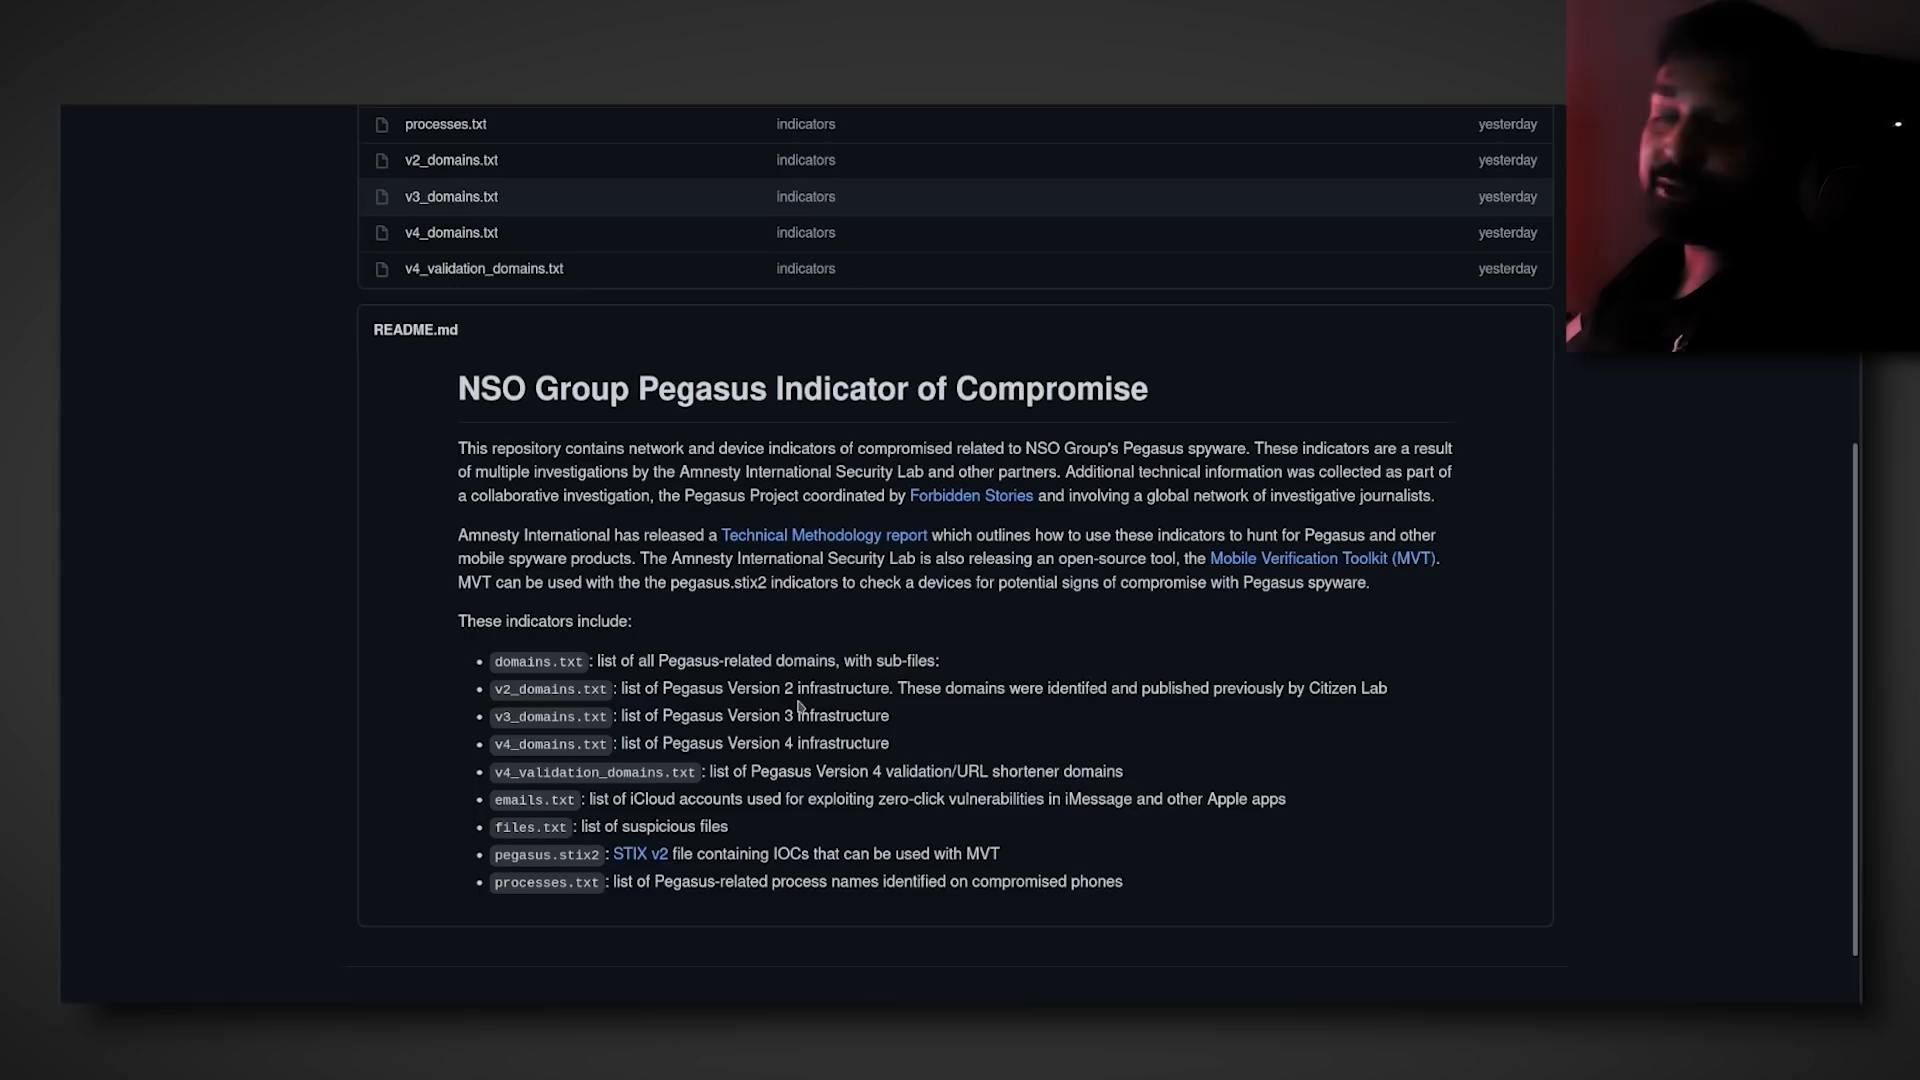 processes.txt indicators yesterday
v2_domains.txt indicators yesterday
v3_domains.txt indicators yesterday
v4_domains.txt indicators yesterday
v4_validation_domains.txt indicators yesterday
README.md
NSO Group Pegasus Indicator of Compromise
This repository contains network and device indicators of compromised related to NSO Group's Pegasus spyware. These indicators are a result
of multiple investigations by the Amnesty International Security Lab and other partners. Additional technical information was collected as part of
a collaborative investigation, the Pegasus Project coordinated by Forbidden Stories and involving a global network of investigative journalists.
Amnesty International has released a Technical Methodology report which outlines how to use these indicators to hunt for Pegasus and other
mobile spyware products. The Amnesty International Security Lab is also releasing an open-source tool, the Mobile Verification Toolkit (MVT).
MVT can be used with the the pegasus.stix2 indicators to check a devices for potential signs of compromise with Pegasus spyware.
These indicators include:
• domains.txt: list of all Pegasus-related domains, with sub-files:
• v2_domains.txt: list of Pegasus Version 2 infrastructure. These domains were identifed and published previously by Citizen Lab
• v3_domains.txt: list of Pegasus Version 3 infrastructure
• v4_domains.txt: list of Pegasus Version 4 infrastructure
• v4_validation_domains.txt: list of Pegasus Version 4 validation/URL shortener domains
• emails.txt: list of iCloud accounts used for exploiting zero-click vulnerabilities in iMessage and other Apple apps
• files.txt: list of suspicious files
• pegasus.stix2: STIX v2 file containing IOCs that can be used with MVT
• processes.txt: list of Pegasus-related process names identified on compromised phones